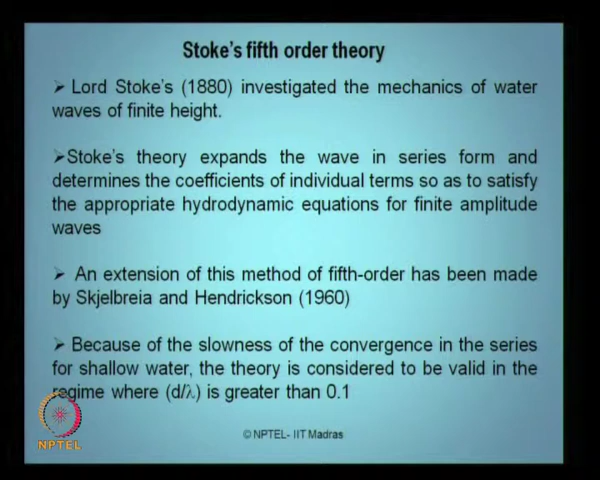 Stoke's fifth order theory
➢ Lord Stoke's (1880) investigated the mechanics of water
waves of finite height.
➢Stoke's theory expands the wave in series form and
determines the coefficients of individual terms so as to satisfy
the appropriate hydrodynamic equations for finite amplitude
waves
➢ An extension of this method of fifth-order has been made
by Skjelbreia and Hendrickson (1960)
➢ Because of the slowness of the convergence in the series
for shallow water, the theory is considered to be valid in the
regime where (d/λ) is greater than 0.1
NPTEL
© NPTEL- IIT Madras